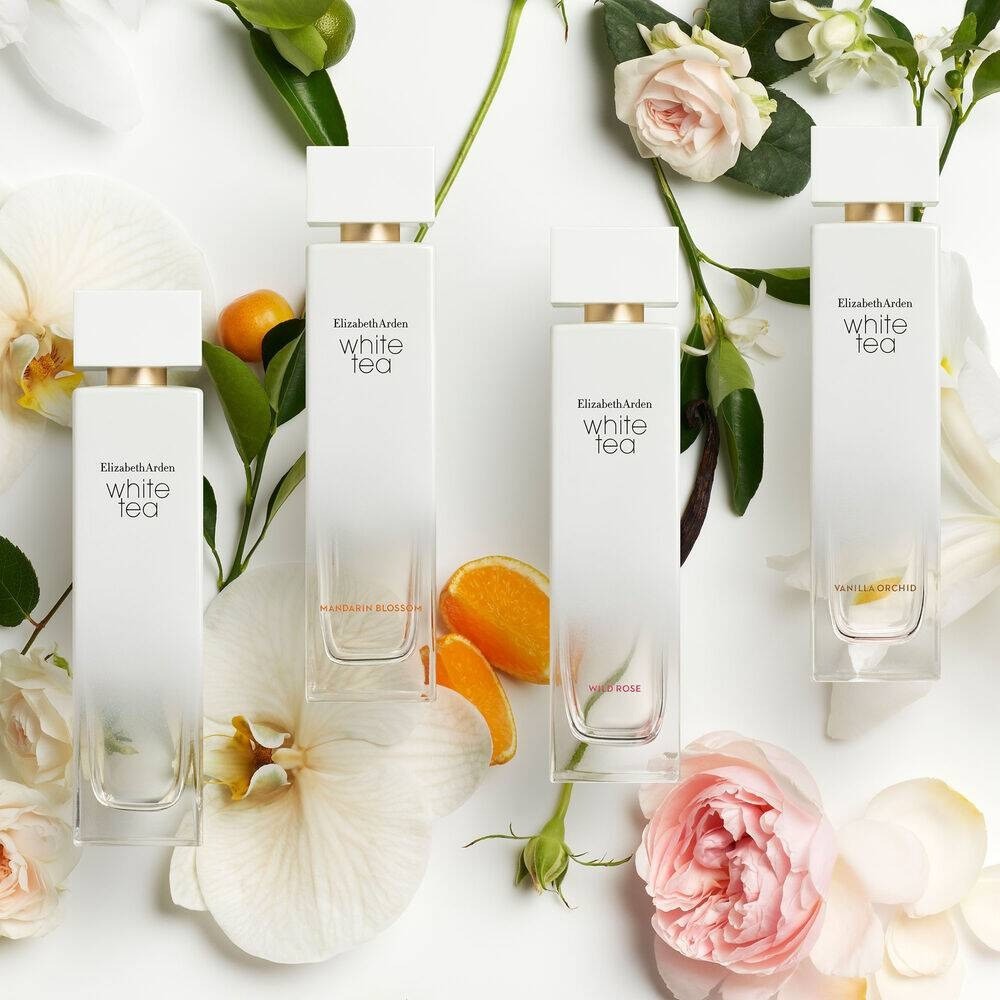 ElizabethArden
white
tea
ElizabethArden
white
tea
MANDARIN BLOSSOM
ElizabethArden
white
tea
WILD ROSE
ElizabethArden
white
tea
VANILLA ORCHID